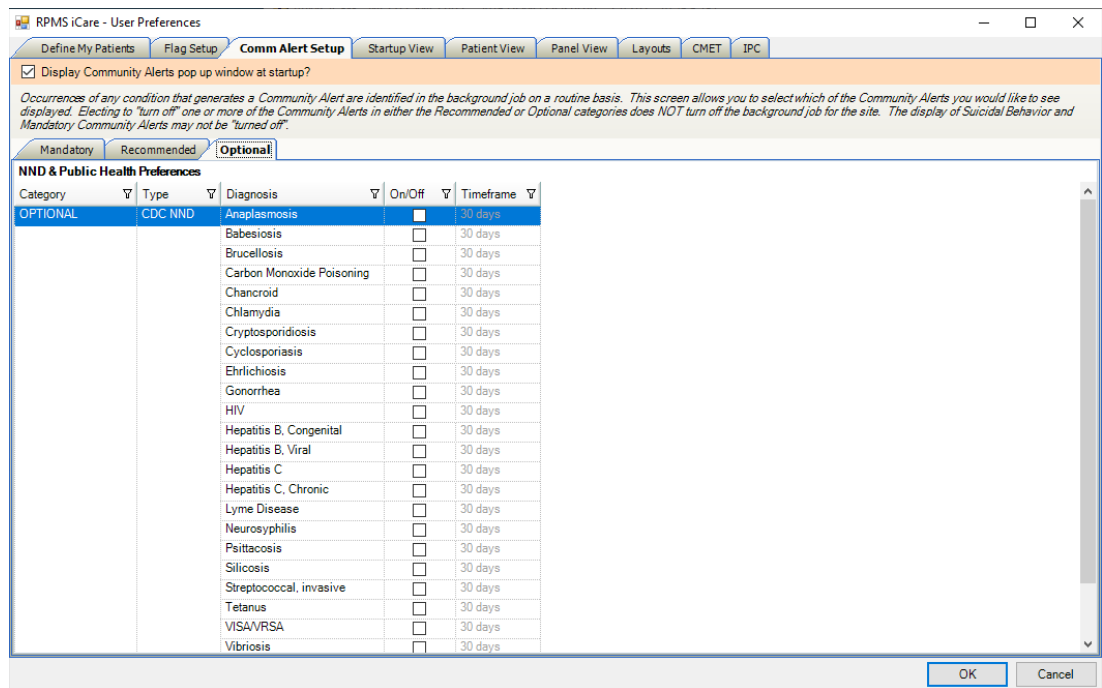 RPMS iCare - User Preferences
Define My Patients Flag Setup Comm Alert Setup Startup View Patient View Panel View Layouts CMET IPC
Display Community Alerts pop up window at startup?
Occurrences of any condition that generates a Community Alert are identified in the background job on a routine basis. This screen allows you to select which of the Community Alerts you would like to see
displayed. Electing to "turn off" one or more of the Community Alerts in either the Recommended or Optional categories does NOT turn off the background job for the site. The display of Suicidal Behavior and
Mandatory Community Alerts may not be "turned off".
Mandatory Recommended Optional
NND & Public Health Preferences
Category Type Diagnosis On/Off Timeframe
OPTIONAL CDC NND Anaplasmosis 30 days
Babesiosis 30 days
Brucellosis 30 days
Carbon Monoxide Poisoning 30 days
Chancroid 30 days
Chlamydia 30 days
Cryptosporidiosis 30 days
Cyclosporiasis 30 days
Ehrlichiosis 30 days
Gonorrhea 30 days
HIV 30 days
Hepatitis B, Congenital 30 days
Hepatitis B, Viral 30 days
Hepatitis C 30 days
Hepatitis C, Chronic 30 days
Lyme Disease 30 days
Neurosyphilis 30 days
Psittacosis 30 days
Silicosis 30 days
Streptococcal, invasive 30 days
Tetanus 30 days
VISA/VRSA 30 days
Vibriosis 30 days
OK Cancel